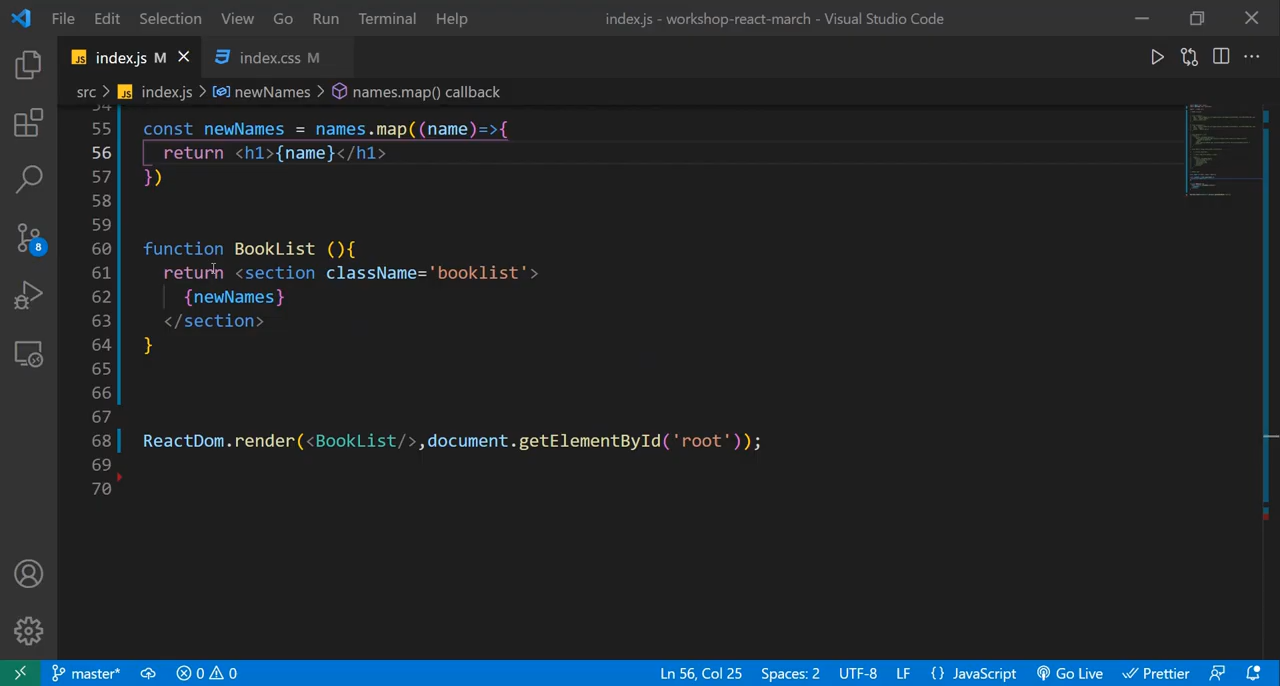 File Edit Selection View Go Run Terminal Help index.js - workshop-react-march - Visual Studio Code
JS index.js M index.css M
src JS index.js newNames names.map() callback
54
55 const newNames = names.map((name)=>{
56 return <h1>{name}</h1>
57 })
58
59
60 function BookList (){
61 return <section className='booklist'>
62 {newNames}
63 </section>
64 }
65
66
67
68 ReactDom.render(<BookList/>,document.getElementById('root'));
69
70
8
master* 0 0 Ln 56, Col 25 Spaces: 2 UTF-8 LF {} JavaScript Go Live Prettier